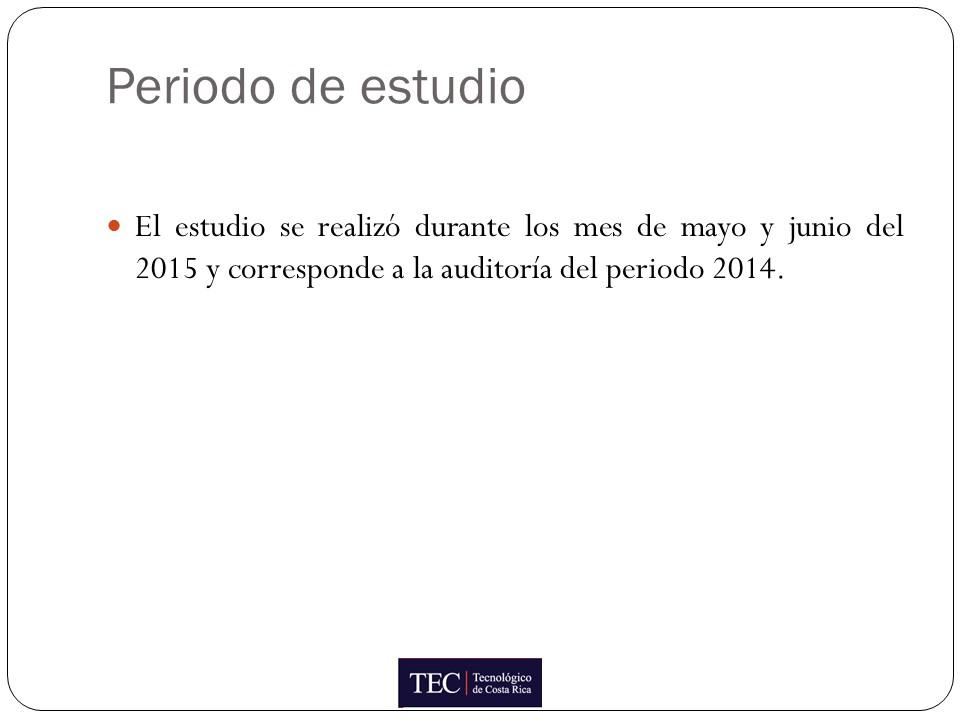 Periodo de estudio
El estudio se realizó durante los mes de mayo y junio del
2015 y corresponde a la auditoría del periodo 2014.
TEC | Tecnológico
de Costa Rica